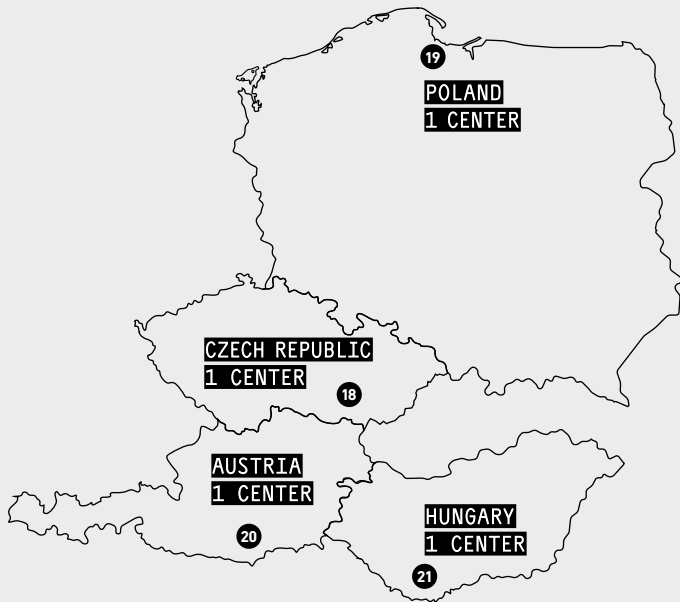 19
POLAND
1 CENTER
CZECH REPUBLIC
1 CENTER
18
AUSTRIA
1 CENTER
20
HUNGARY
1 CENTER
21